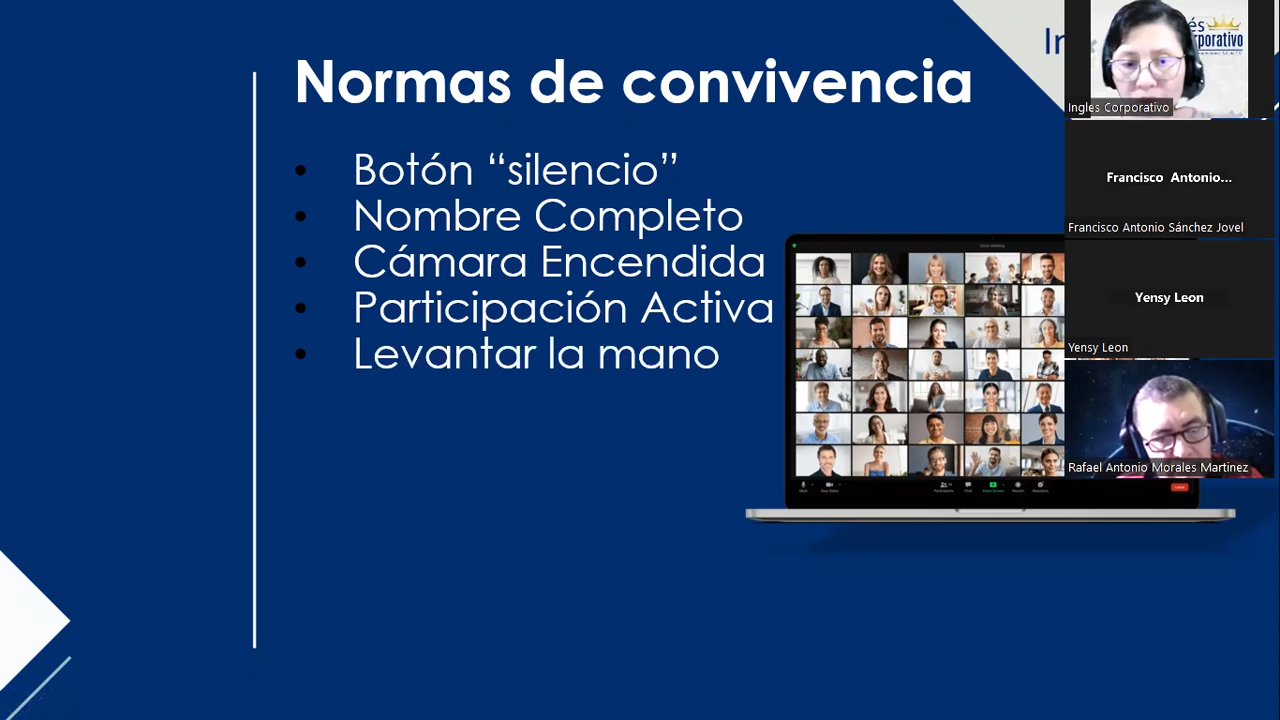 Normas de convivencia
• Botón “silencio”
• Nombre Completo
• Cámara Encendida
• Participación Activa
• Levantar la mano
Ingles Corporativo
Francisco Antonio...
Francisco Antonio Sánchez Jovel
Yensy Leon
Yensy Leon
Rafael Antonio Morales Martinez